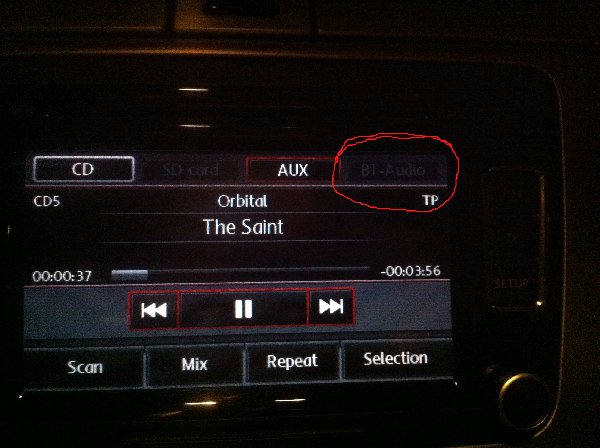 CD SD card AUX BT-Audio
CD5 Orbital TP
The Saint
00:00:37 -00:03:56
SETUP
Scan Mix Repeat Selection